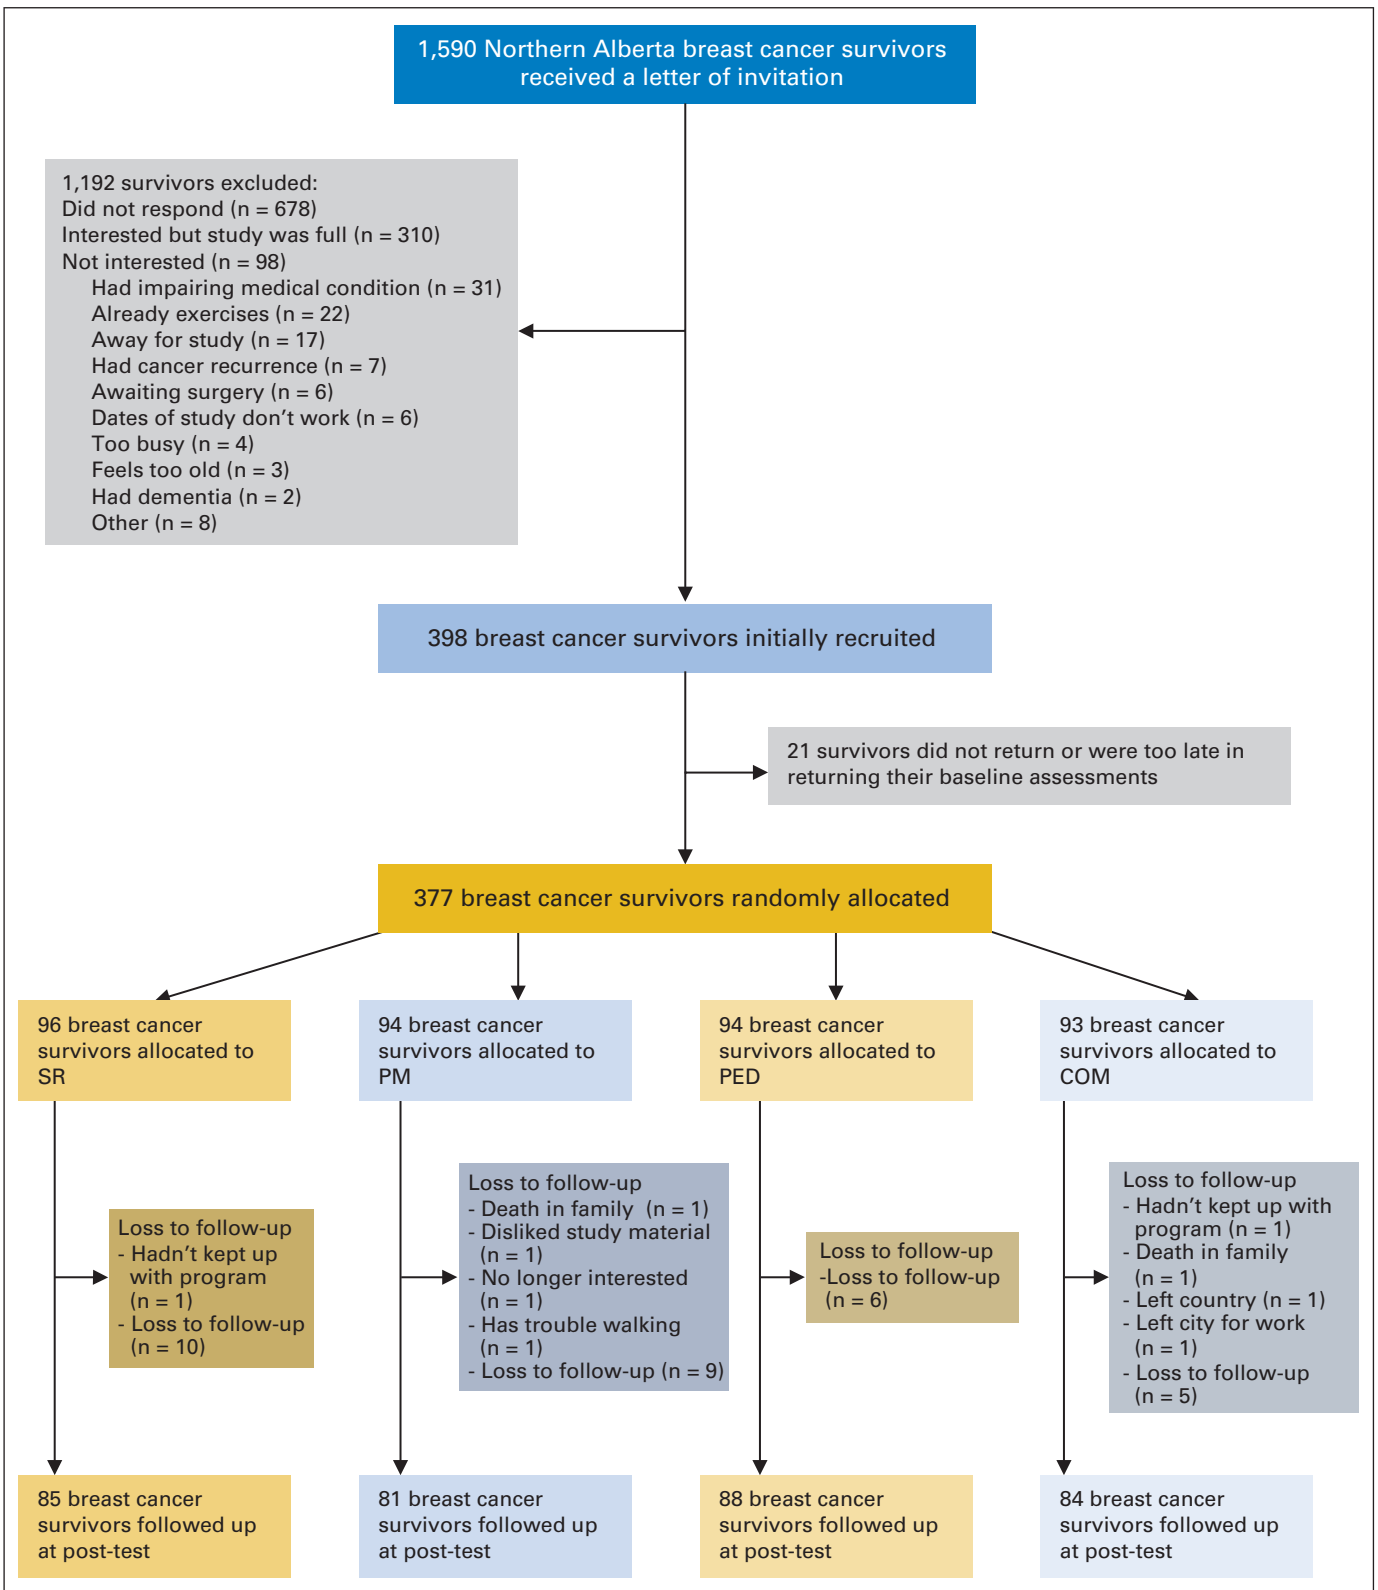 1,590 Northern Alberta breast cancer survivors
received a letter of invitation
1,192 survivors excluded:
Did not respond (n = 678)
Interested but study was full (n = 310)
Not interested (n = 98)
Had impairing medical condition (n = 31)
Already exercises (n = 22)
Away for study (n = 17)
Had cancer recurrence (n = 7)
Awaiting surgery (n = 6)
Dates of study don't work (n = 6)
Too busy (n = 4)
Feels too old (n = 3)
Had dementia (n = 2)
Other (n = 8)
398 breast cancer survivors initially recruited
21 survivors did not return or were too late in
returning their baseline assessments
377 breast cancer survivors randomly allocated
96 breast cancer
survivors allocated to
SR
94 breast cancer
survivors allocated to
PM
94 breast cancer
survivors allocated to
PED
93 breast cancer
survivors allocated to
COM
Loss to follow-up
- Hadn't kept up
with program
(n = 1)
- Loss to follow-up
(n = 10)
Loss to follow-up
- Death in family (n = 1)
- Disliked study material
(n = 1)
- No longer interested
(n = 1)
- Has trouble walking
(n = 1)
- Loss to follow-up (n = 9)
Loss to follow-up
-Loss to follow-up
(n = 6)
Loss to follow-up
- Hadn't kept up with
program (n = 1)
- Death in family
(n = 1)
- Left country (n = 1)
- Left city for work
(n = 1)
- Loss to follow-up
(n = 5)
85 breast cancer
survivors followed up
at post-test
81 breast cancer
survivors followed up
at post-test
88 breast cancer
survivors followed up
at post-test
84 breast cancer
survivors followed up
at post-test